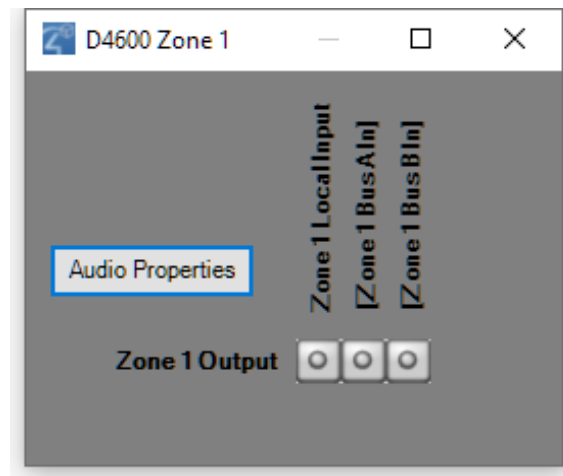 D4600 Zone 1
Zone 1 Local Input
[Zone 1 Bus A In]
[Zone 1 Bus B In]
Audio Properties
Zone 1 Output